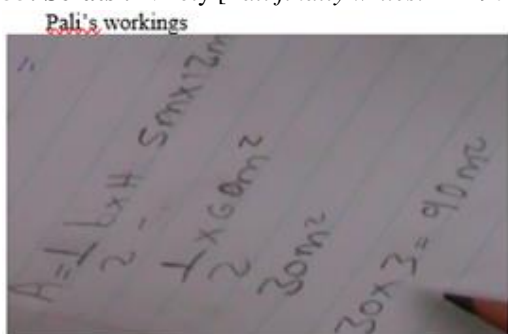 Pali's workings
=
A = 1/2 L x H 5m x 12m
1/2 x 60m²
30m²
30 x 3 = 90m²